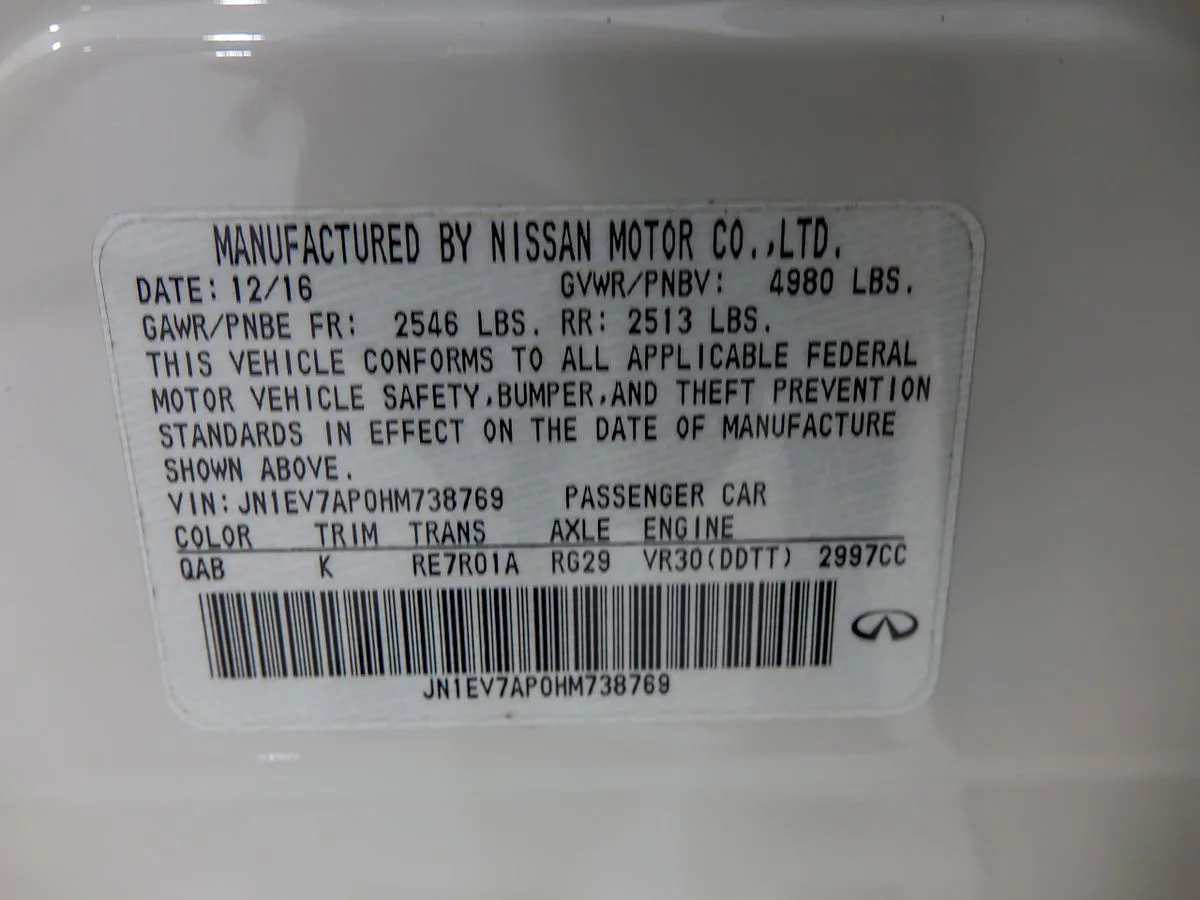 MANUFACTURED BY NISSAN MOTOR CO.,LTD.
DATE: 12/16 GVWR/PNBV: 4980 LBS.
GAWR/PNBE FR: 2546 LBS. RR: 2513 LBS.
THIS VEHICLE CONFORMS TO ALL APPLICABLE FEDERAL
MOTOR VEHICLE SAFETY,BUMPER,AND THEFT PREVENTION
STANDARDS IN EFFECT ON THE DATE OF MANUFACTURE
SHOWN ABOVE.
VIN:JN1EV7AP0HM738769 PASSENGER CAR
COLOR TRIM TRANS AXLE ENGINE
QAB K RE7R01A RG29 VR30(DDTT) 2997CC
JN1EV7AP0HM738769